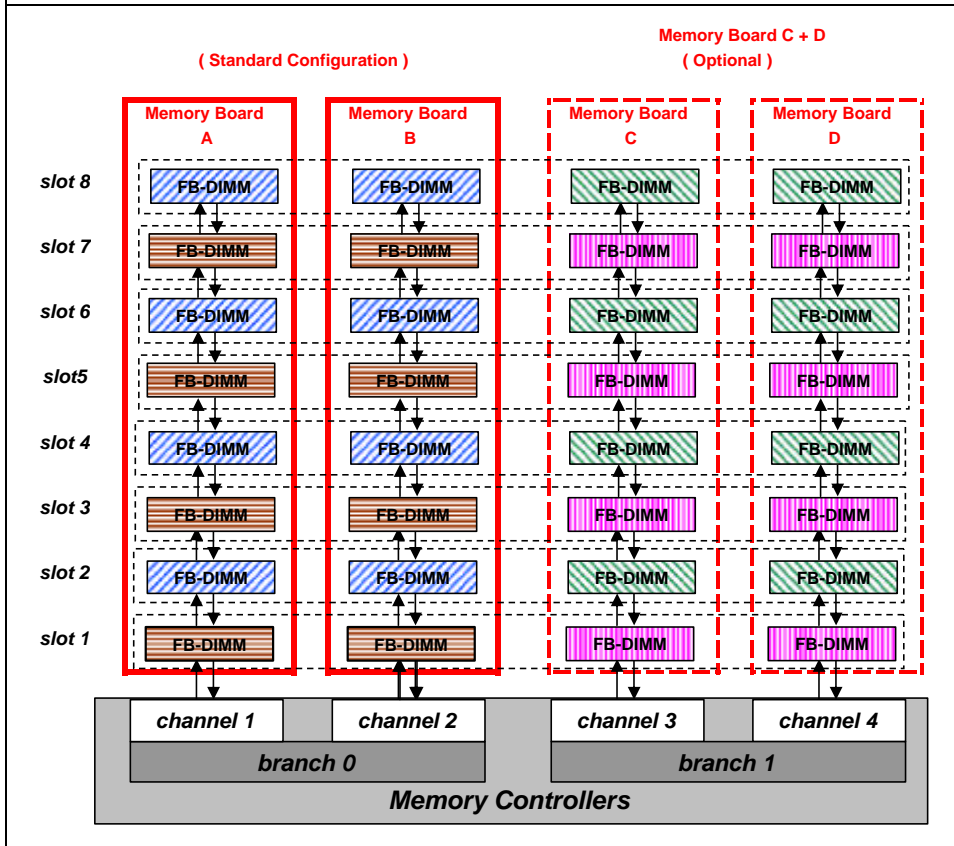 Memory Board C + D
( Standard Configuration )
( Optional )
Memory Board
A
Memory Board
B
Memory Board
C
Memory Board
D
slot 8
FB-DIMM
FB-DIMM
FB-DIMM
FB-DIMM
slot 7
FB-DIMM
FB-DIMM
FB-DIMM
FB-DIMM
slot 6
FB-DIMM
FB-DIMM
FB-DIMM
FB-DIMM
slot5
FB-DIMM
FB-DIMM
FB-DIMM
FB-DIMM
slot 4
FB-DIMM
FB-DIMM
FB-DIMM
FB-DIMM
slot 3
FB-DIMM
FB-DIMM
FB-DIMM
FB-DIMM
slot 2
FB-DIMM
FB-DIMM
FB-DIMM
FB-DIMM
slot 1
FB-DIMM
FB-DIMM
FB-DIMM
FB-DIMM
channel 1
channel 2
channel 3
channel 4
branch 0
branch 1
Memory Controllers